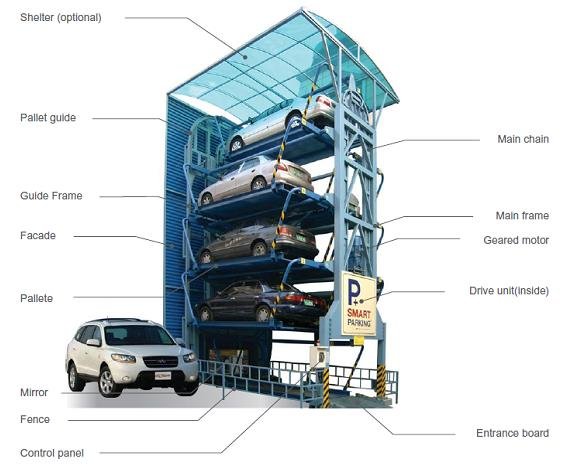 Shelter (optional)
Pallet guide
Main chain
Guide Frame
Main frame
Facade
Geared motor
Pallete
Drive unit(inside)
P+
SMART
PARKING
Mirror
Fence
Entrance board
Control panel